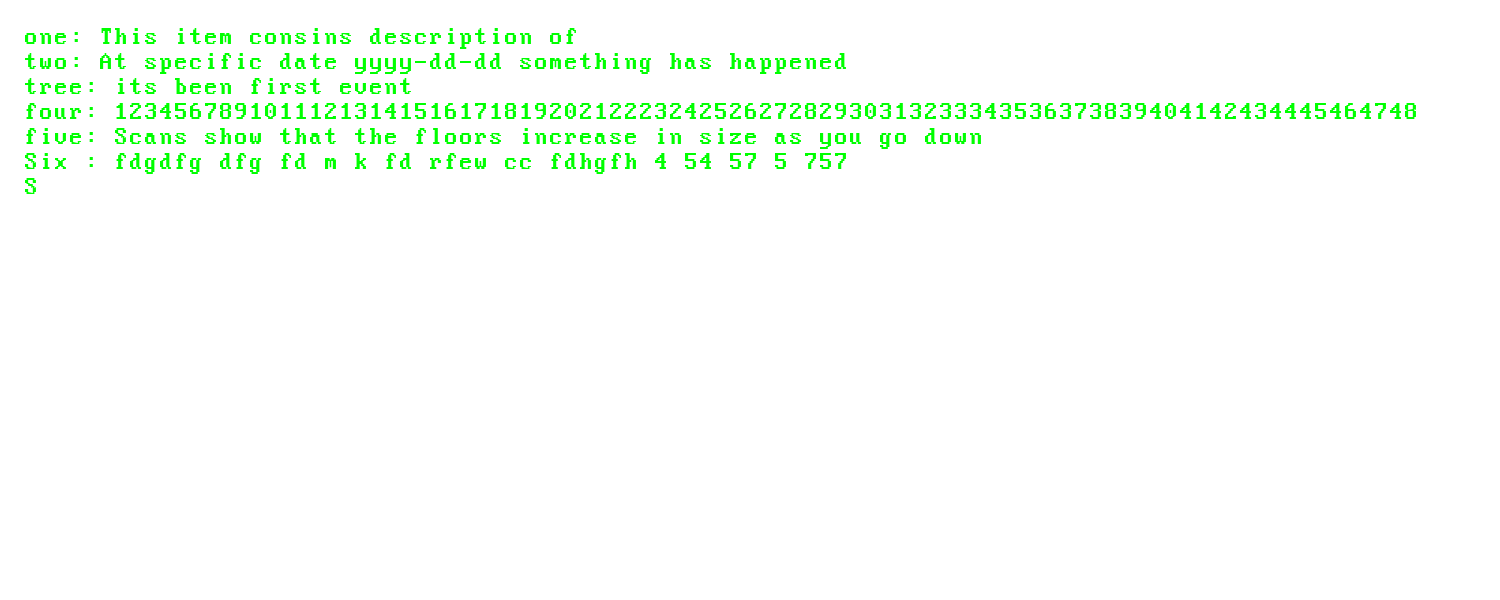 one: This item consins description of
two: At specific date yyyy-dd-dd something has happened
tree: its been first event
four: 123456789101112131415161718192021222324252627282930313233343536373839404142434445464748
five: Scans show that the floors increase in size as you go down
Six : fdgdfg dfg fd m k fd rfew cc fdhgfh 4 54 57 5 757
S